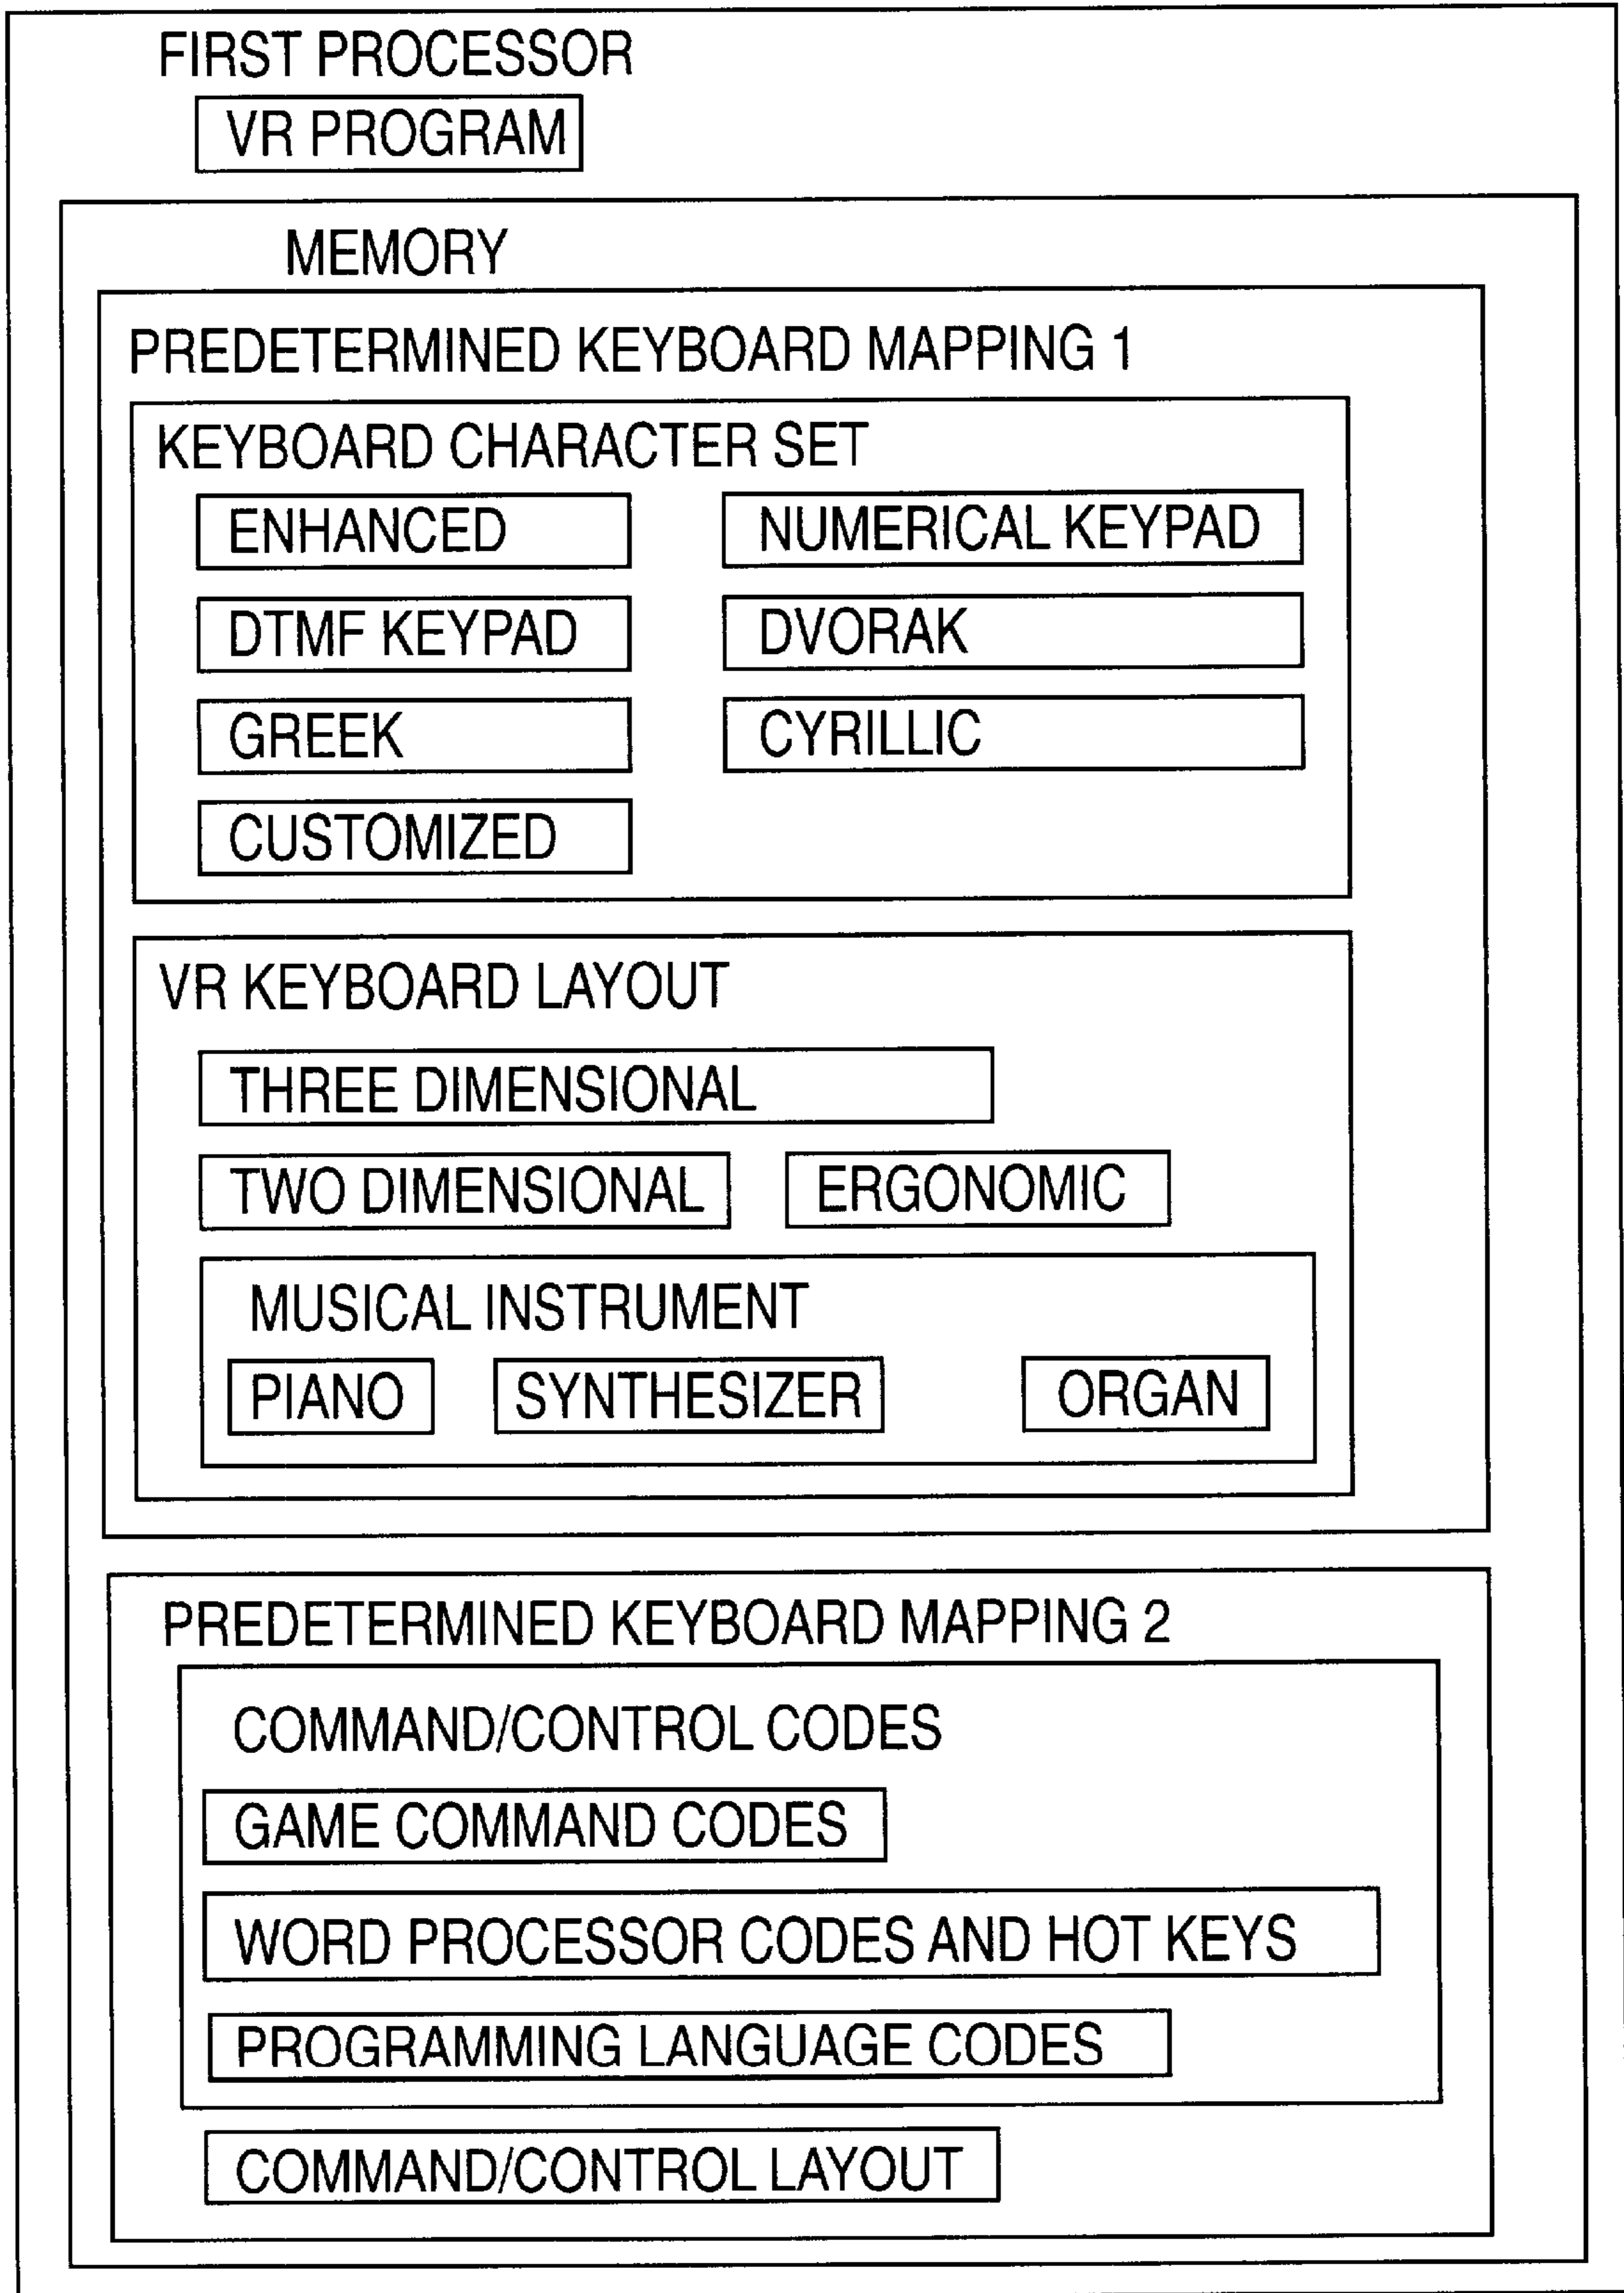 FIRST PROCESSOR
VR PROGRAM
MEMORY
PREDETERMINED KEYBOARD MAPPING 1
KEYBOARD CHARACTER SET
ENHANCED NUMERICAL KEYPAD
DTMF KEYPAD DVORAK
GREEK CYRILLIC
CUSTOMIZED
VR KEYBOARD LAYOUT
THREE DIMENSIONAL
TWO DIMENSIONAL ERGONOMIC
MUSICAL INSTRUMENT
PIANO SYNTHESIZER ORGAN
PREDETERMINED KEYBOARD MAPPING 2
COMMAND/CONTROL CODES
GAME COMMAND CODES
WORD PROCESSOR CODES AND HOT KEYS
PROGRAMMING LANGUAGE CODES
COMMAND/CONTROL LAYOUT